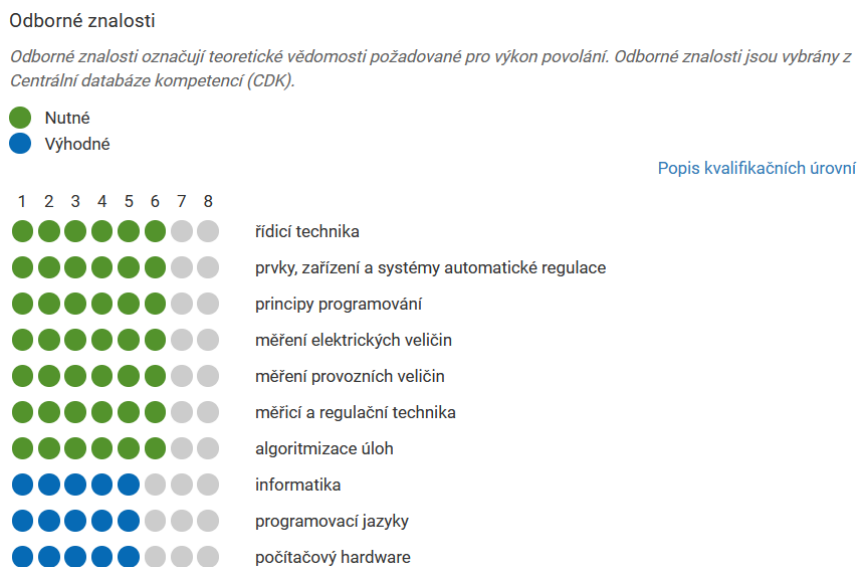 Odborné znalosti
Odborné znalosti označují teoretické vědomosti požadované pro výkon povolání. Odborné znalosti jsou vybrány z
Centrální databáze kompetencí (CDK).
Nutné
Výhodné
Popis kvalifikačních úrovní
1 2 3 4 5 6 7 8
řídicí technika
prvky, zařízení a systémy automatické regulace
principy programování
měření elektrických veličin
měření provozních veličin
měřicí a regulační technika
algoritmizace úloh
informatika
programovací jazyky
počítačový hardware